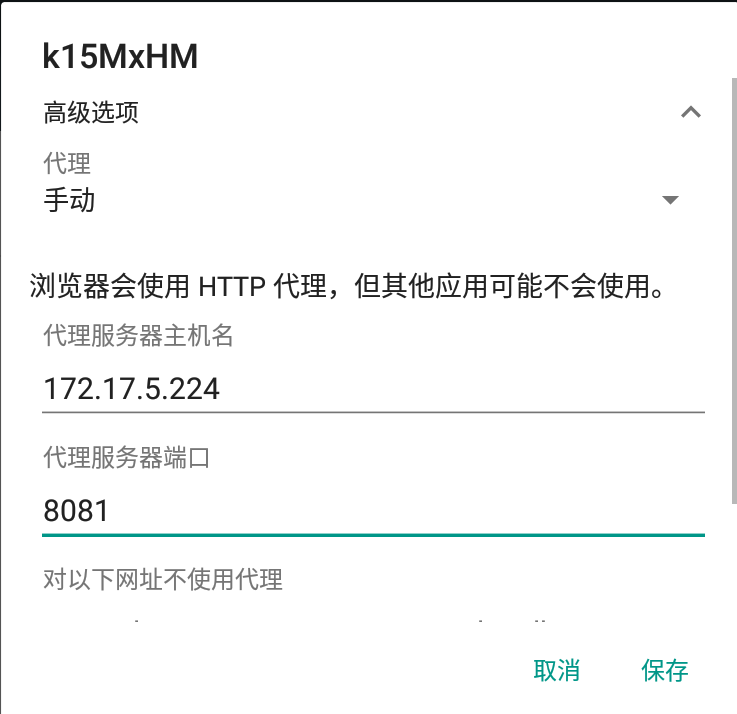 k15MxHM
高级选项
代理
手动
浏览器会使用 HTTP 代理，但其他应用可能不会使用。
代理服务器主机名
172.17.5.224
代理服务器端口
8081
对以下网址不使用代理
取消
保存